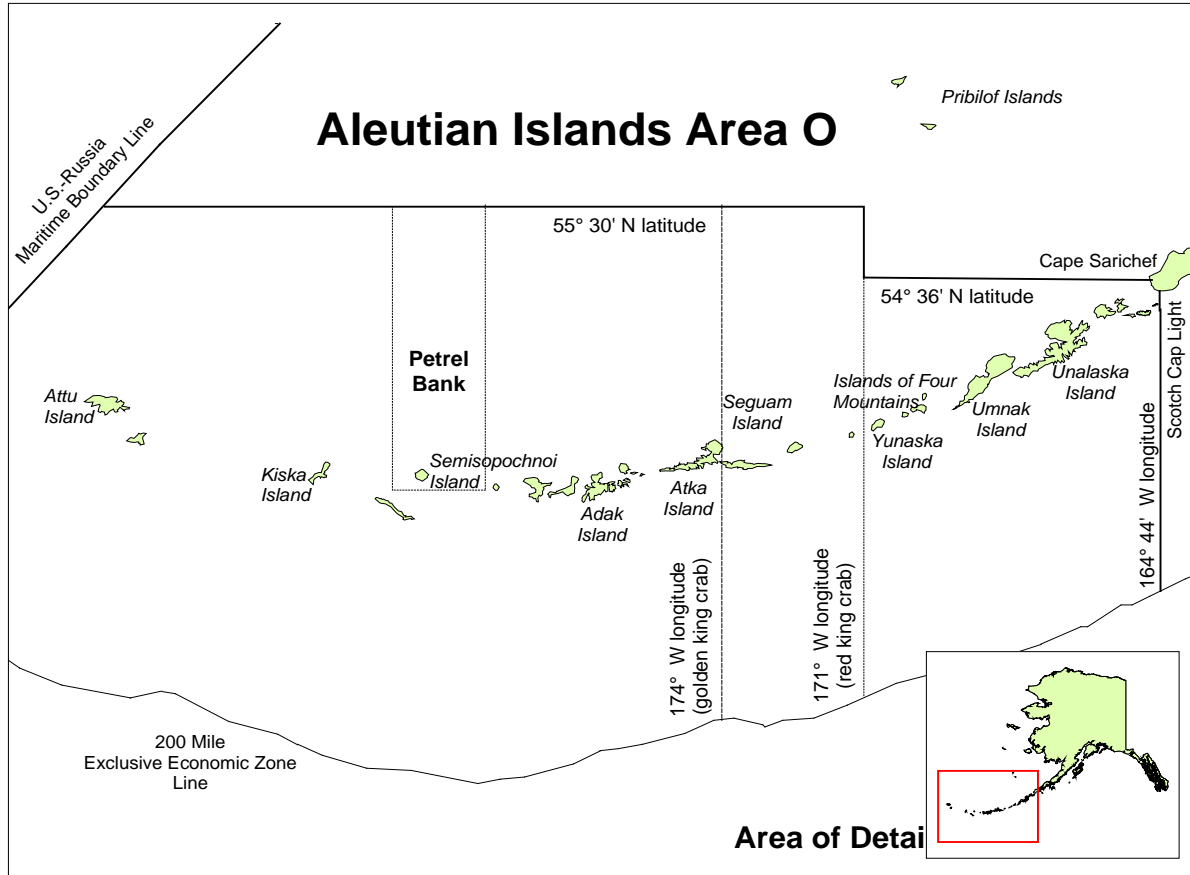 Pribilof Islands
Aleutian Islands Area O
U.S.-Russia
Maritime Boundary Line
55° 30' N latitude
Cape Sarichef
54° 36' N latitude
Scotch Cap Light
164° 44' W longitude
Petrel
Bank
Attu
Island
Kiska
Island
Semisopochnoi
Island
Adak
Island
Atka
Island
Seguam
Island
Islands of Four
Mountains
Yunaska
Island
Umnak
Island
Unalaska
Island
174° W longitude
(golden king crab)
171° W longitude
(red king crab)
200 Mile
Exclusive Economic Zone
Line
Area of Detai